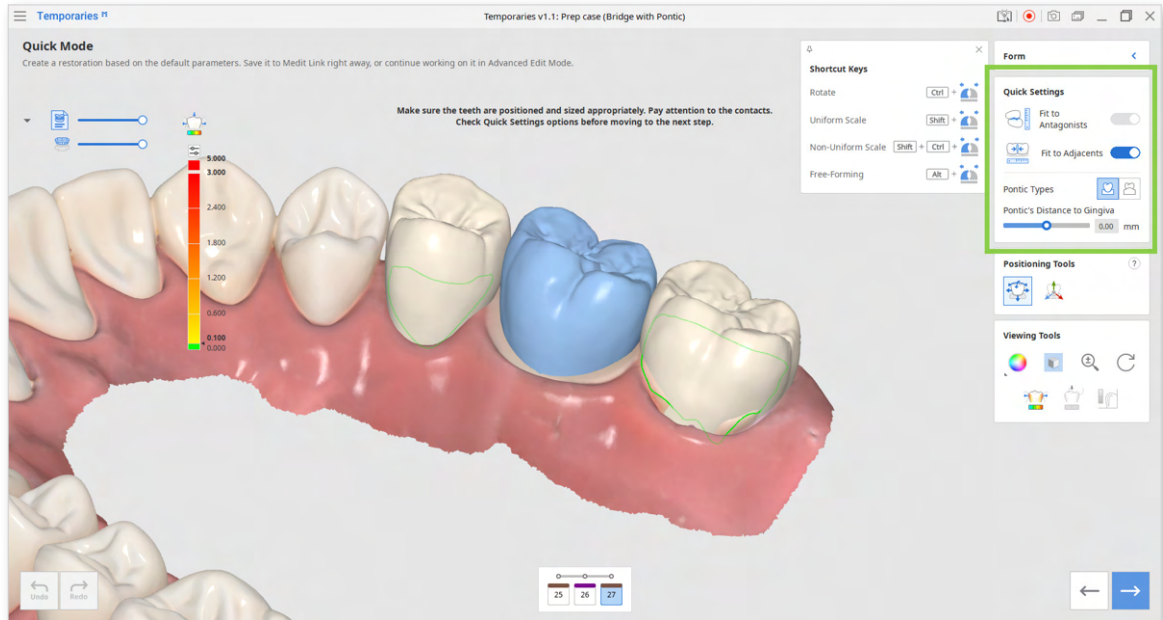 Temporaries
Temporaries v1.1: Prep case (Bridge with Pontic)
Quick Mode
Create a restoration based on the default parameters. Save it to Medit Link right away, or continue working on it in Advanced Edit Mode.
Make sure the teeth are positioned and sized appropriately. Pay attention to the contacts.
Check Quick Settings options before moving to the next step.
5.000
3.000
2.400
1.800
1.200
0.600
0.100
0.000
Shortcut Keys
Rotate Ctrl +
Uniform Scale Shift +
Non-Uniform Scale Shift + Ctrl +
Free-Forming Alt +
Form
Quick Settings
Fit to
Antagonists
Fit to Adjacents
Pontic Types
Pontic's Distance to Gingiva
0.00 mm
Positioning Tools ?
Viewing Tools
Undo Redo
25 26 27